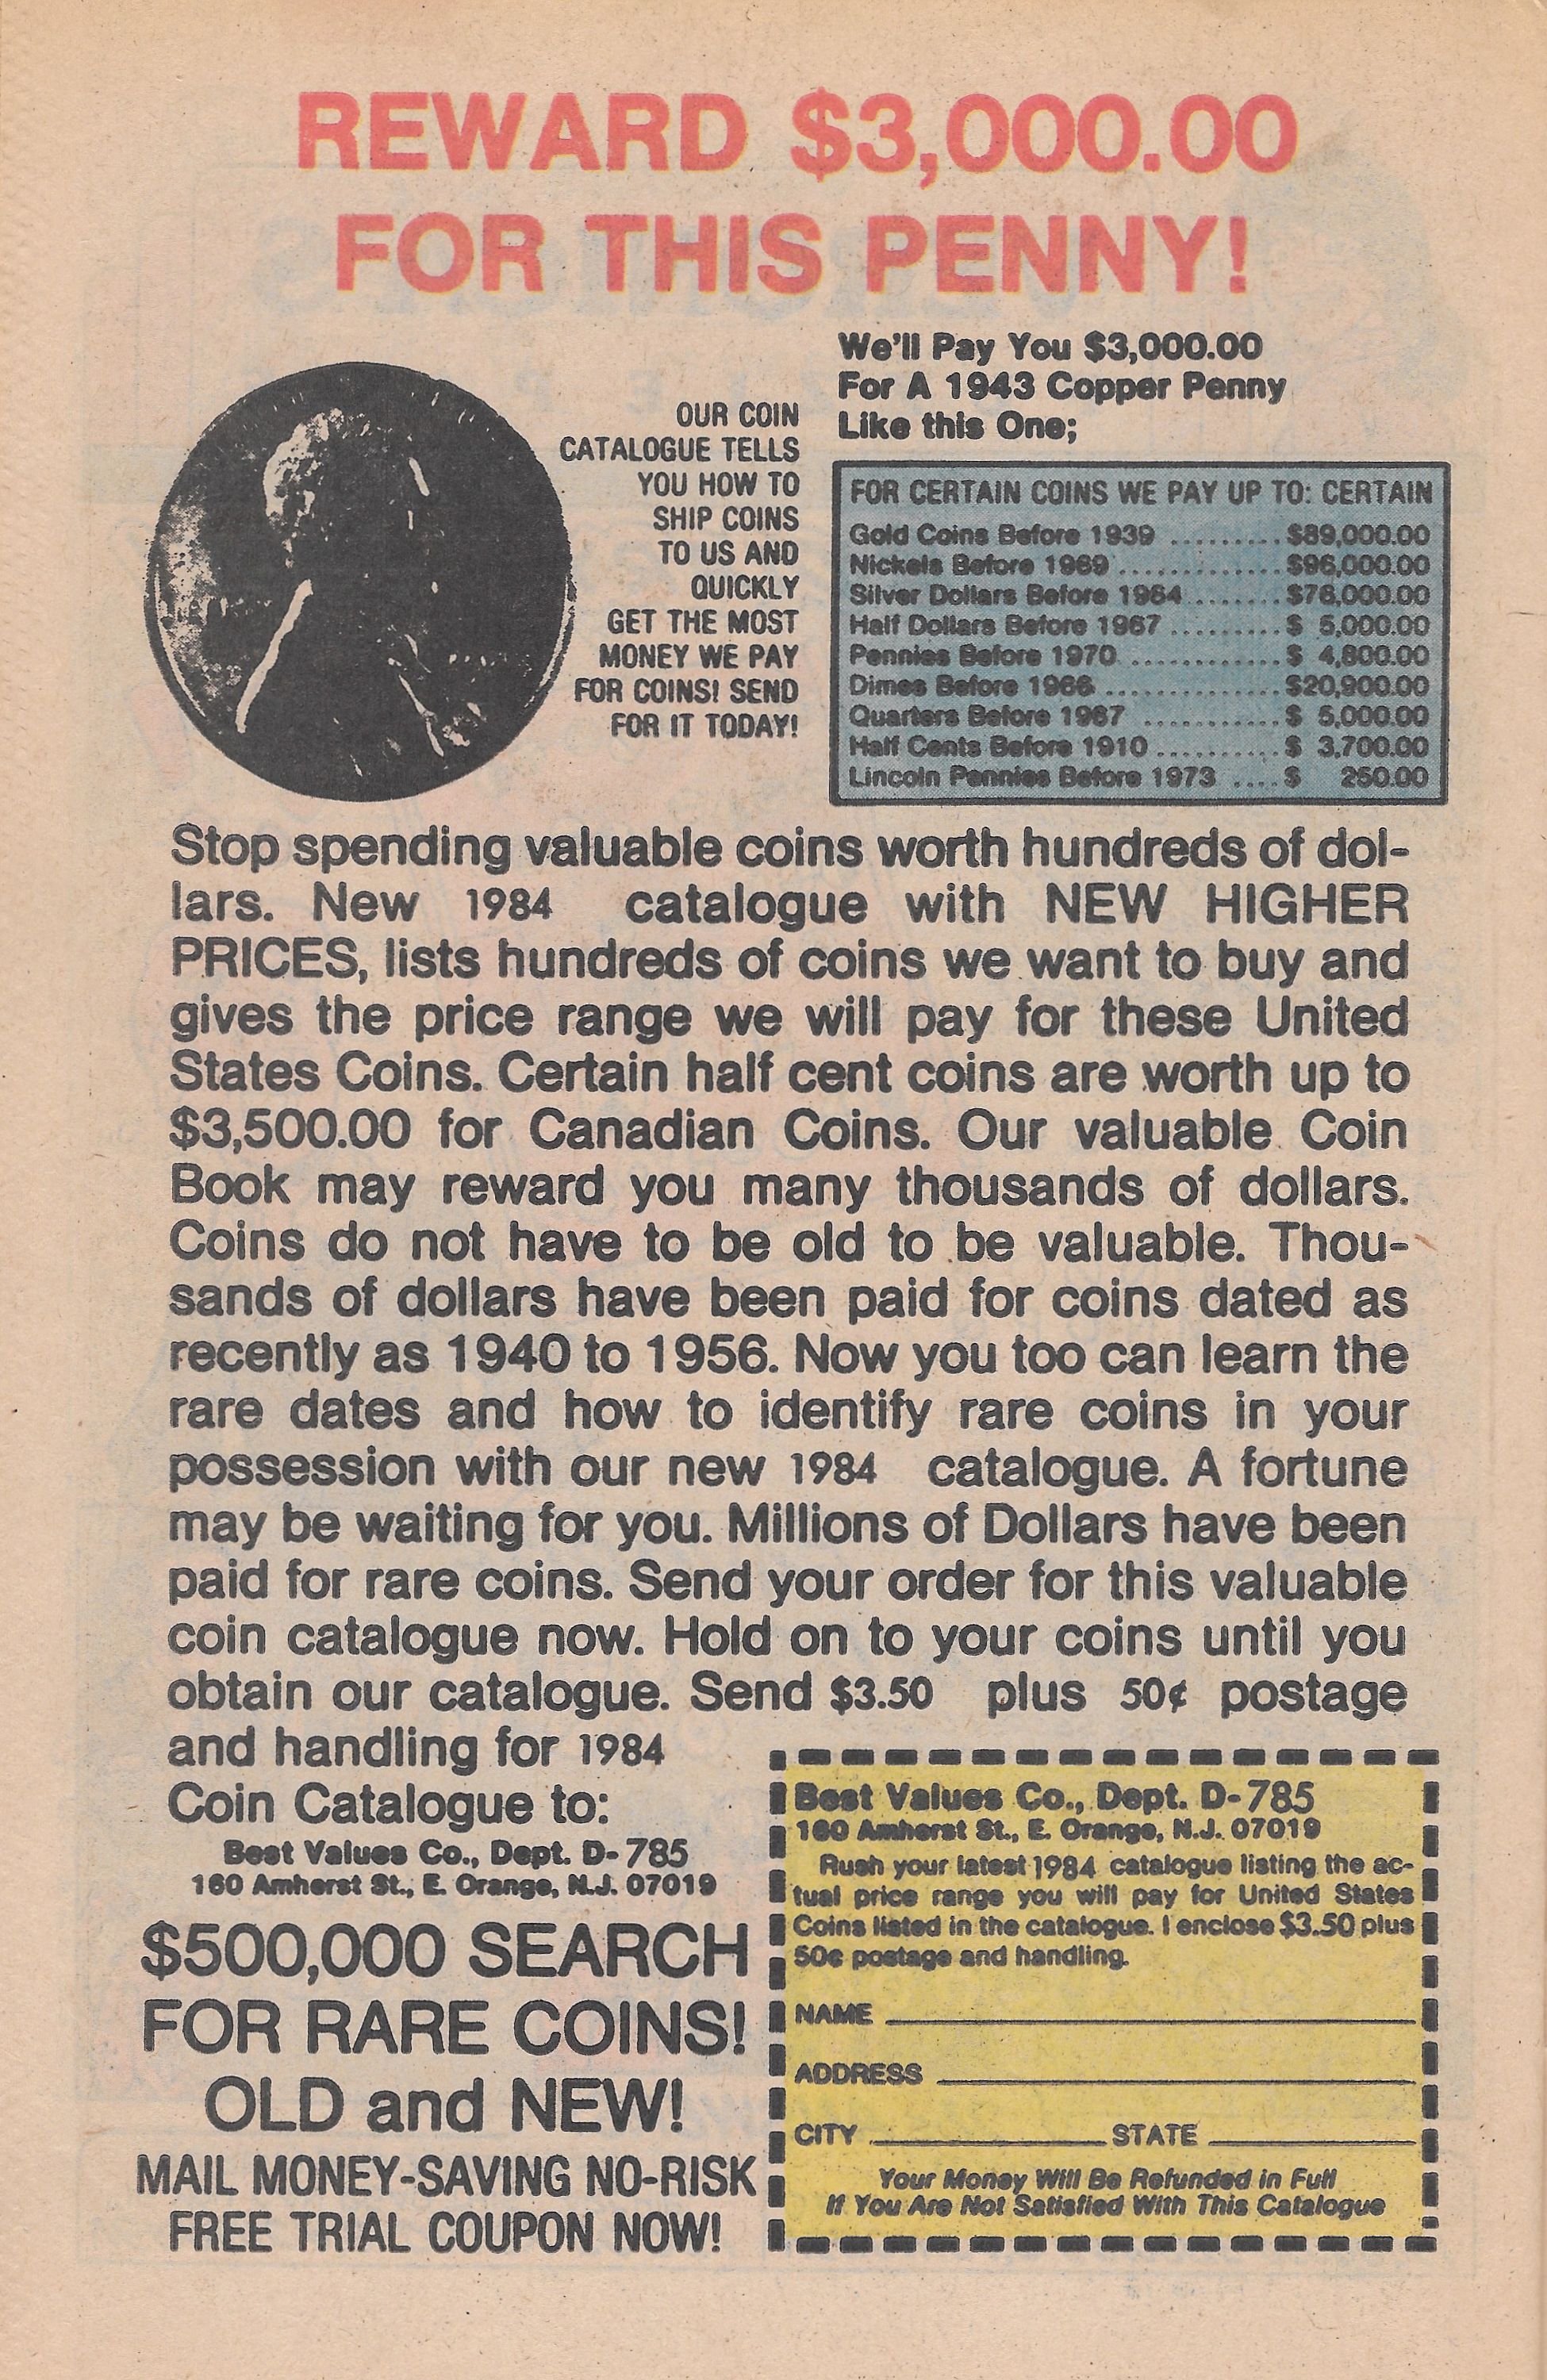 REWARD $3,000.00
FOR THIS PENNY!
We'll Pay You $3,000.00
For A 1943 Copper Penny
Like this One;
OUR COIN
CATALOGUE TELLS
YOU HOW TO
SHIP COINS
TO US AND
QUICKLY
GET THE MOST
MONEY WE PAY
FOR COINS! SEND
FOR IT TODAY!
FOR CERTAIN COINS WE PAY UP TO: CERTAIN
Gold Coins Before 1939 ......... $89,000.00
Nickels Before 1969 ............. $96,000.00
Silver Dollars Before 1964 ....... $76,000.00
Half Dollars Before 1967 ......... $ 5,000.00
Pennies Before 1970 ............ $ 4,800.00
Dimes Before 1966 .............. $20,900.00
Quarters Before 1967 ........... $ 5,000.00
Half Cents Before 1910 .......... $ 3,700.00
Lincoln Pennies Before 1973 .... $ 250.00
Stop spending valuable coins worth hundreds of dol-
lars. New 1984 catalogue with NEW HIGHER
PRICES, lists hundreds of coins we want to buy and
gives the price range we will pay for these United
States Coins. Certain half cent coins are worth up to
$3,500.00 for Canadian Coins. Our valuable Coin
Book may reward you many thousands of dollars.
Coins do not have to be old to be valuable. Thou-
sands of dollars have been paid for coins dated as
recently as 1940 to 1956. Now you too can learn the
rare dates and how to identify rare coins in your
possession with our new 1984 catalogue. A fortune
may be waiting for you. Millions of Dollars have been
paid for rare coins. Send your order for this valuable
coin catalogue now. Hold on to your coins until you
obtain our catalogue. Send $3.50 plus 50¢ postage
and handling for 1984
Coin Catalogue to:
Best Values Co., Dept. D-785
160 Amherst St., E. Orange, N.J. 07019
$500,000 SEARCH
FOR RARE COINS!
OLD and NEW!
MAIL MONEY-SAVING NO-RISK
FREE TRIAL COUPON NOW!
Best Values Co., Dept. D-785
160 Amherst St., E. Orange, N.J. 07019
Rush your latest 1984 catalogue listing the ac-
tual price range you will pay for United States
Coins listed in the catalogue. I enclose $3.50 plus
50¢ postage and handling.
NAME
ADDRESS
CITY STATE
Your Money Will Be Refunded in Full
If You Are Not Satisfied With This Catalogue